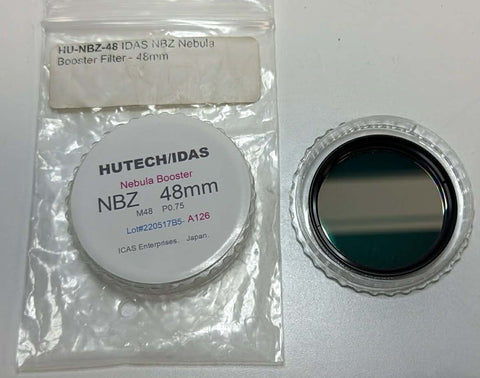 HU-NBZ-48 IDAS NBZ Nebula
Booster Filter - 48mm
HUTECH/IDAS
Nebula Booster
NBZ 48mm
M48 P0.75
Lot#220517B5- A126
ICAS Enterprises. Japan.